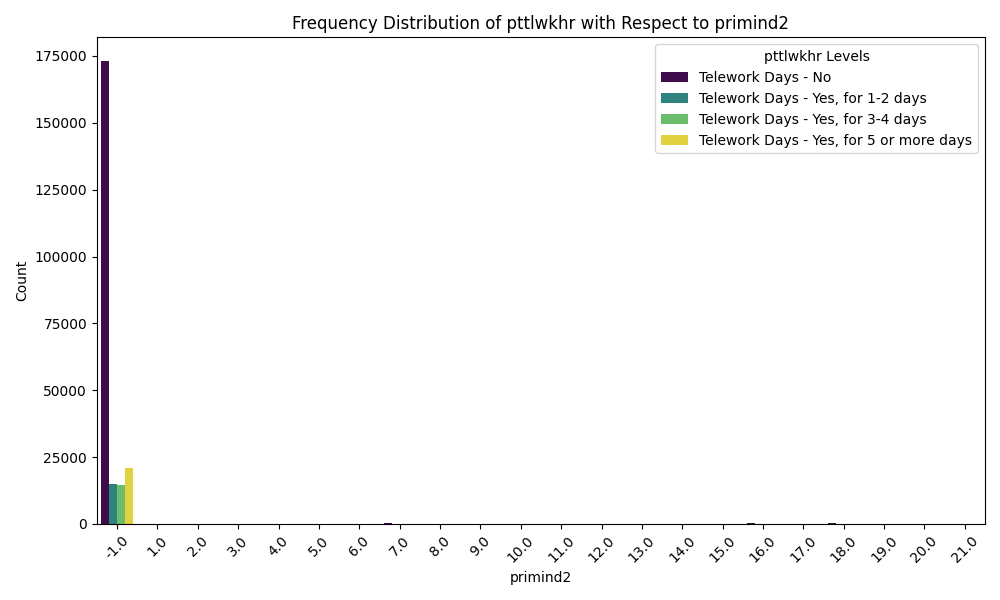 Frequency Distribution of pttlwkhr with Respect to primind2
pttlwkhr Levels
Telework Days - No
Telework Days - Yes, for 1-2 days
Telework Days - Yes, for 3-4 days
Telework Days - Yes, for 5 or more days
Count
175000
150000
125000
100000
75000
50000
25000
0
-1.0 1.0 2.0 3.0 4.0 5.0 6.0 7.0 8.0 9.0 10.0 11.0 12.0 13.0 14.0 15.0 16.0 17.0 18.0 19.0 20.0 21.0
primind2